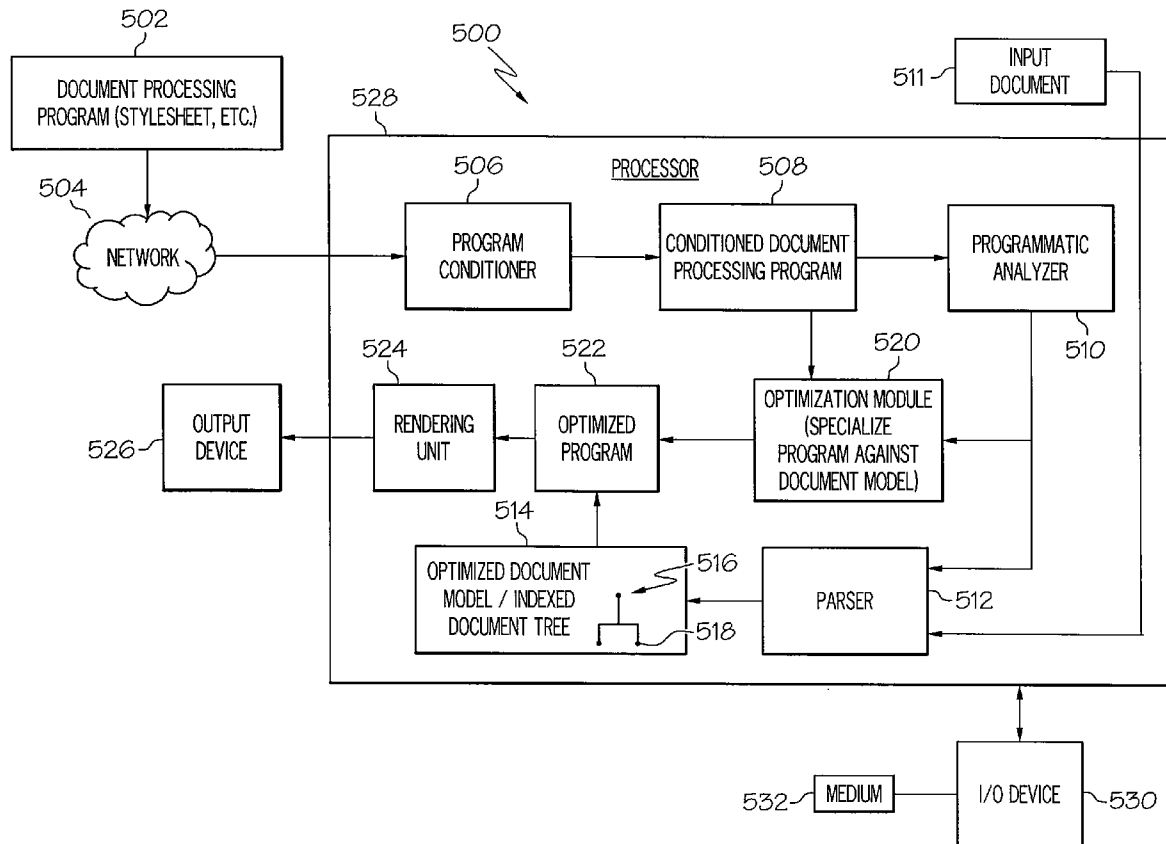 502
500
DOCUMENT PROCESSING
PROGRAM (STYLESHEET, ETC.)
511
INPUT
DOCUMENT
528
504
NETWORK
PROCESSOR
506
PROGRAM
CONDITIONER
508
CONDITIONED DOCUMENT
PROCESSING PROGRAM
PROGRAMMATIC
ANALYZER
510
524
522
520
OUTPUT
DEVICE
526
RENDERING
UNIT
OPTIMIZED
PROGRAM
OPTIMIZATION MODULE
(SPECIALIZE
PROGRAM AGAINST
DOCUMENT MODEL)
514
OPTIMIZED DOCUMENT
MODEL / INDEXED
DOCUMENT TREE
516
518
PARSER
512
532
MEDIUM
I/O DEVICE
530